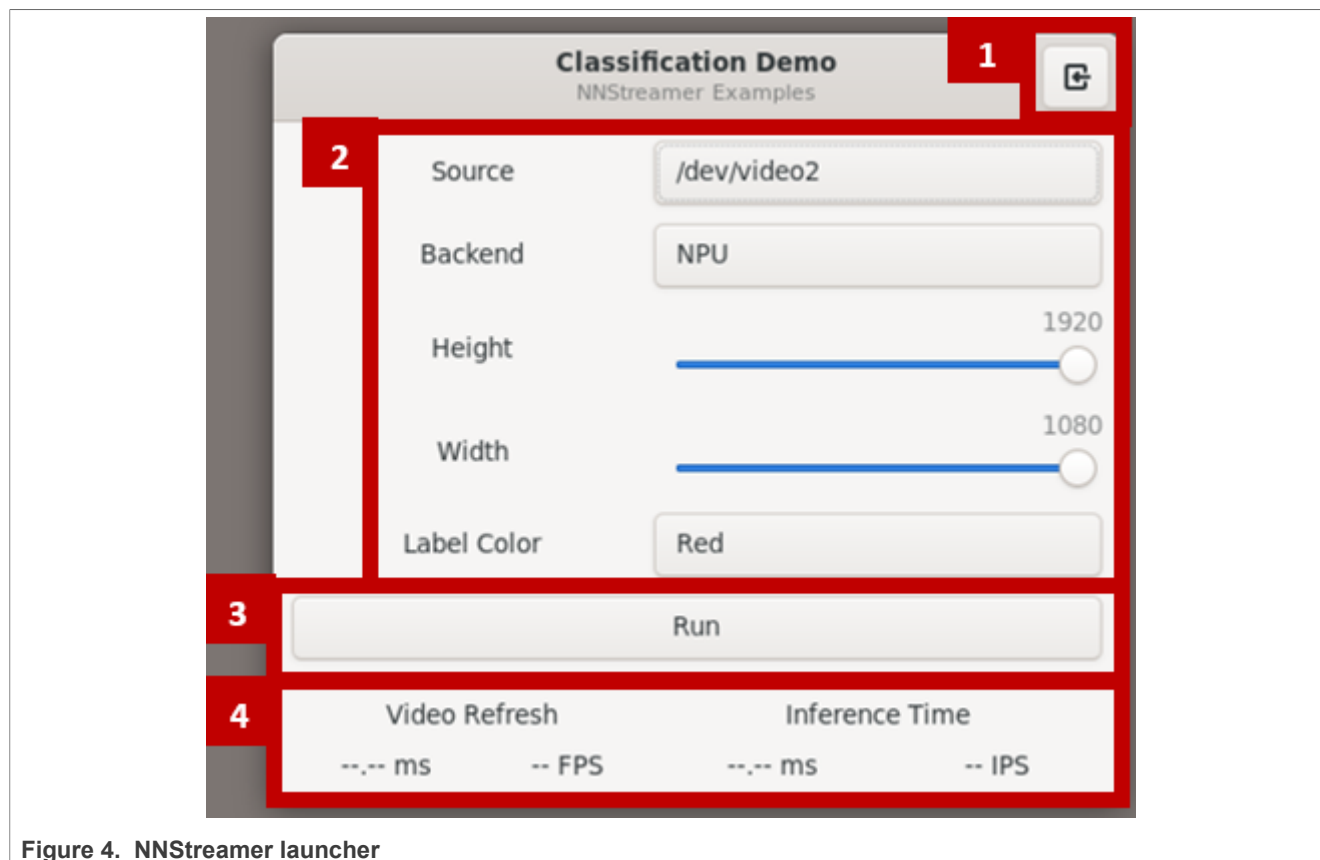 1
Classification Demo
NNStreamer Examples
2
Source /dev/video2
Backend NPU
1920
Height
1080
Width
Label Color Red
3
Run
4
Video Refresh Inference Time
--.-- ms -- FPS --.-- ms -- IPS
Figure 4. NNStreamer launcher